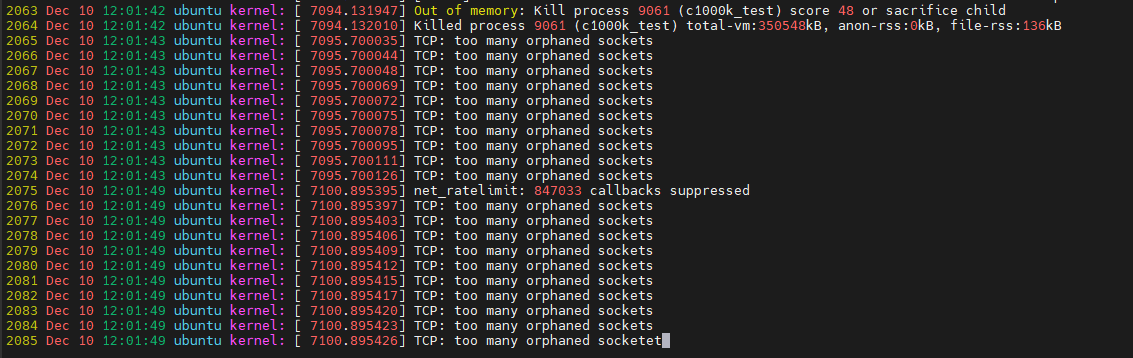 2063 Dec 10 12:01:42 ubuntu kernel: [ 7094.131947] Out of memory: Kill process 9061 (c1000k_test) score 48 or sacrifice child
2064 Dec 10 12:01:42 ubuntu kernel: [ 7094.132010] Killed process 9061 (c1000k_test) total-vm:350548kB, anon-rss:0kB, file-rss:136kB
2065 Dec 10 12:01:43 ubuntu kernel: [ 7095.700035] TCP: too many orphaned sockets
2066 Dec 10 12:01:43 ubuntu kernel: [ 7095.700044] TCP: too many orphaned sockets
2067 Dec 10 12:01:43 ubuntu kernel: [ 7095.700048] TCP: too many orphaned sockets
2068 Dec 10 12:01:43 ubuntu kernel: [ 7095.700069] TCP: too many orphaned sockets
2069 Dec 10 12:01:43 ubuntu kernel: [ 7095.700072] TCP: too many orphaned sockets
2070 Dec 10 12:01:43 ubuntu kernel: [ 7095.700075] TCP: too many orphaned sockets
2071 Dec 10 12:01:43 ubuntu kernel: [ 7095.700078] TCP: too many orphaned sockets
2072 Dec 10 12:01:43 ubuntu kernel: [ 7095.700095] TCP: too many orphaned sockets
2073 Dec 10 12:01:43 ubuntu kernel: [ 7095.700111] TCP: too many orphaned sockets
2074 Dec 10 12:01:43 ubuntu kernel: [ 7095.700126] TCP: too many orphaned sockets
2075 Dec 10 12:01:49 ubuntu kernel: [ 7100.895395] net_ratelimit: 847033 callbacks suppressed
2076 Dec 10 12:01:49 ubuntu kernel: [ 7100.895397] TCP: too many orphaned sockets
2077 Dec 10 12:01:49 ubuntu kernel: [ 7100.895403] TCP: too many orphaned sockets
2078 Dec 10 12:01:49 ubuntu kernel: [ 7100.895406] TCP: too many orphaned sockets
2079 Dec 10 12:01:49 ubuntu kernel: [ 7100.895409] TCP: too many orphaned sockets
2080 Dec 10 12:01:49 ubuntu kernel: [ 7100.895412] TCP: too many orphaned sockets
2081 Dec 10 12:01:49 ubuntu kernel: [ 7100.895415] TCP: too many orphaned sockets
2082 Dec 10 12:01:49 ubuntu kernel: [ 7100.895417] TCP: too many orphaned sockets
2083 Dec 10 12:01:49 ubuntu kernel: [ 7100.895420] TCP: too many orphaned sockets
2084 Dec 10 12:01:49 ubuntu kernel: [ 7100.895423] TCP: too many orphaned sockets
2085 Dec 10 12:01:49 ubuntu kernel: [ 7100.895426] TCP: too many orphaned socketet